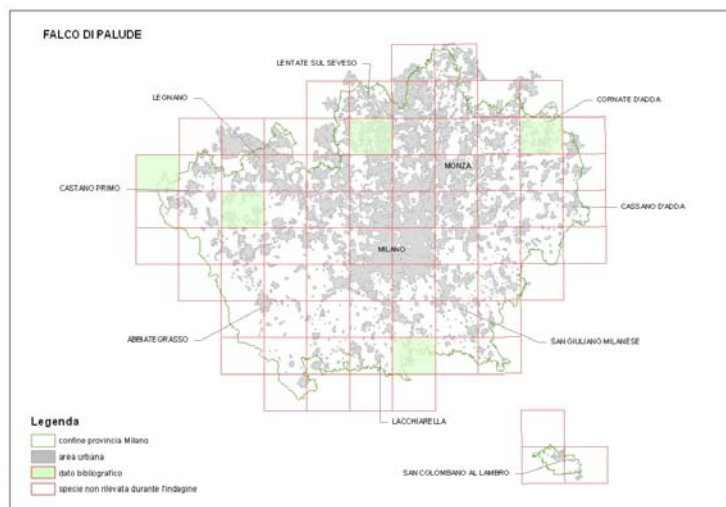 FALCO DI PALUDE
LENTATE SUL SEVESO
LEGNANO
CORNATE D'ADDA
MONZA
CASTANO PRIMO
CASSANO D'ADDA
MILANO
ABBIATEGRASSO
SAN GIULIANO MILANESE
LACCHIARELLA
Legenda
confine provincia Milano
area urbana
dato bibliografico
specie non rilevata durante l'indagine
SAN COLOMBANO AL LAMBRO